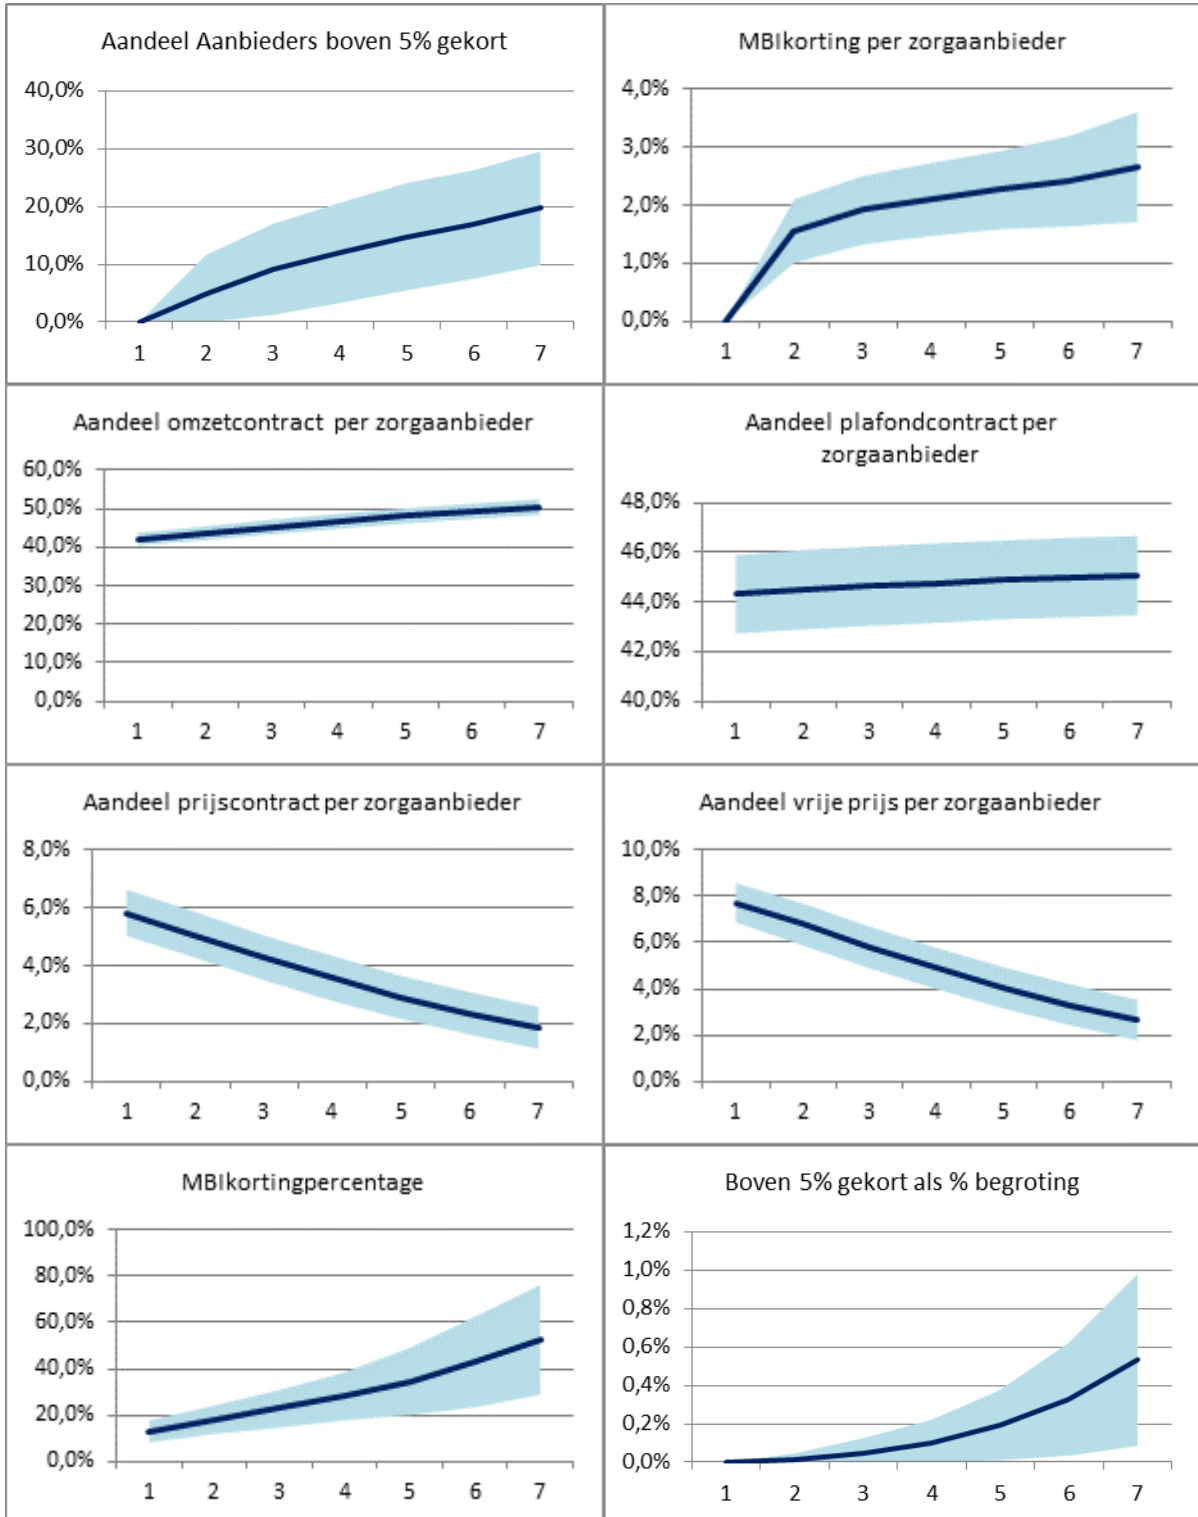 Aandeel Aanbieders boven 5% gekort
40,0%
30,0%
20,0%
10,0%
0,0%
1 2 3 4 5 6 7
MBIkorting per zorgaanbieder
4,0%
3,0%
2,0%
1,0%
0,0%
1 2 3 4 5 6 7
Aandeel omzetcontract per zorgaanbieder
60,0%
50,0%
40,0%
30,0%
20,0%
10,0%
0,0%
1 2 3 4 5 6 7
Aandeel plafondcontract per
zorgaanbieder
48,0%
46,0%
44,0%
42,0%
40,0%
1 2 3 4 5 6 7
Aandeel prijscontract per zorgaanbieder
8,0%
6,0%
4,0%
2,0%
0,0%
1 2 3 4 5 6 7
Aandeel vrije prijs per zorgaanbieder
10,0%
8,0%
6,0%
4,0%
2,0%
0,0%
1 2 3 4 5 6 7
MBIkortingpercentage
100,0%
80,0%
60,0%
40,0%
20,0%
0,0%
1 2 3 4 5 6 7
Boven 5% gekort als % begroting
1,2%
1,0%
0,8%
0,6%
0,4%
0,2%
0,0%
1 2 3 4 5 6 7